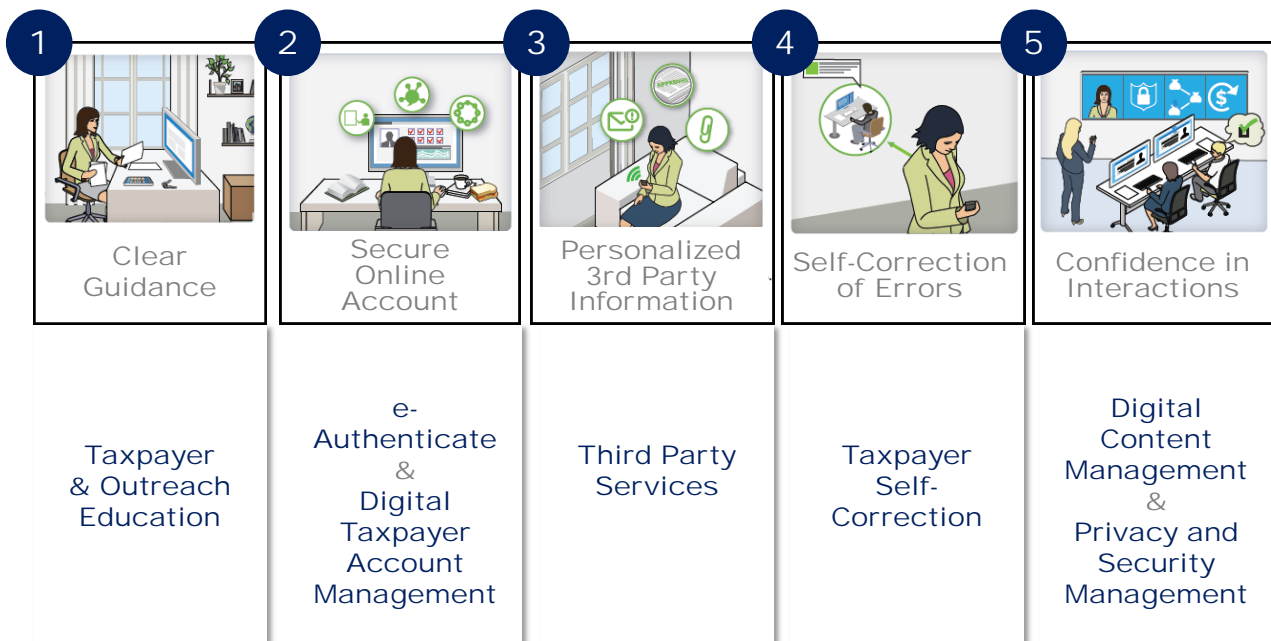 1
Clear
Guidance
2
Secure
Online
Account
3
APPROVED
Personalized
3rd Party
Information
4
Self-Correction
of Errors
5
$
Confidence in
Interactions
Taxpayer
& Outreach
Education
e-
Authenticate
&
Digital
Taxpayer
Account
Management
Third Party
Services
Taxpayer
Self-
Correction
Digital
Content
Management
&
Privacy and
Security
Management